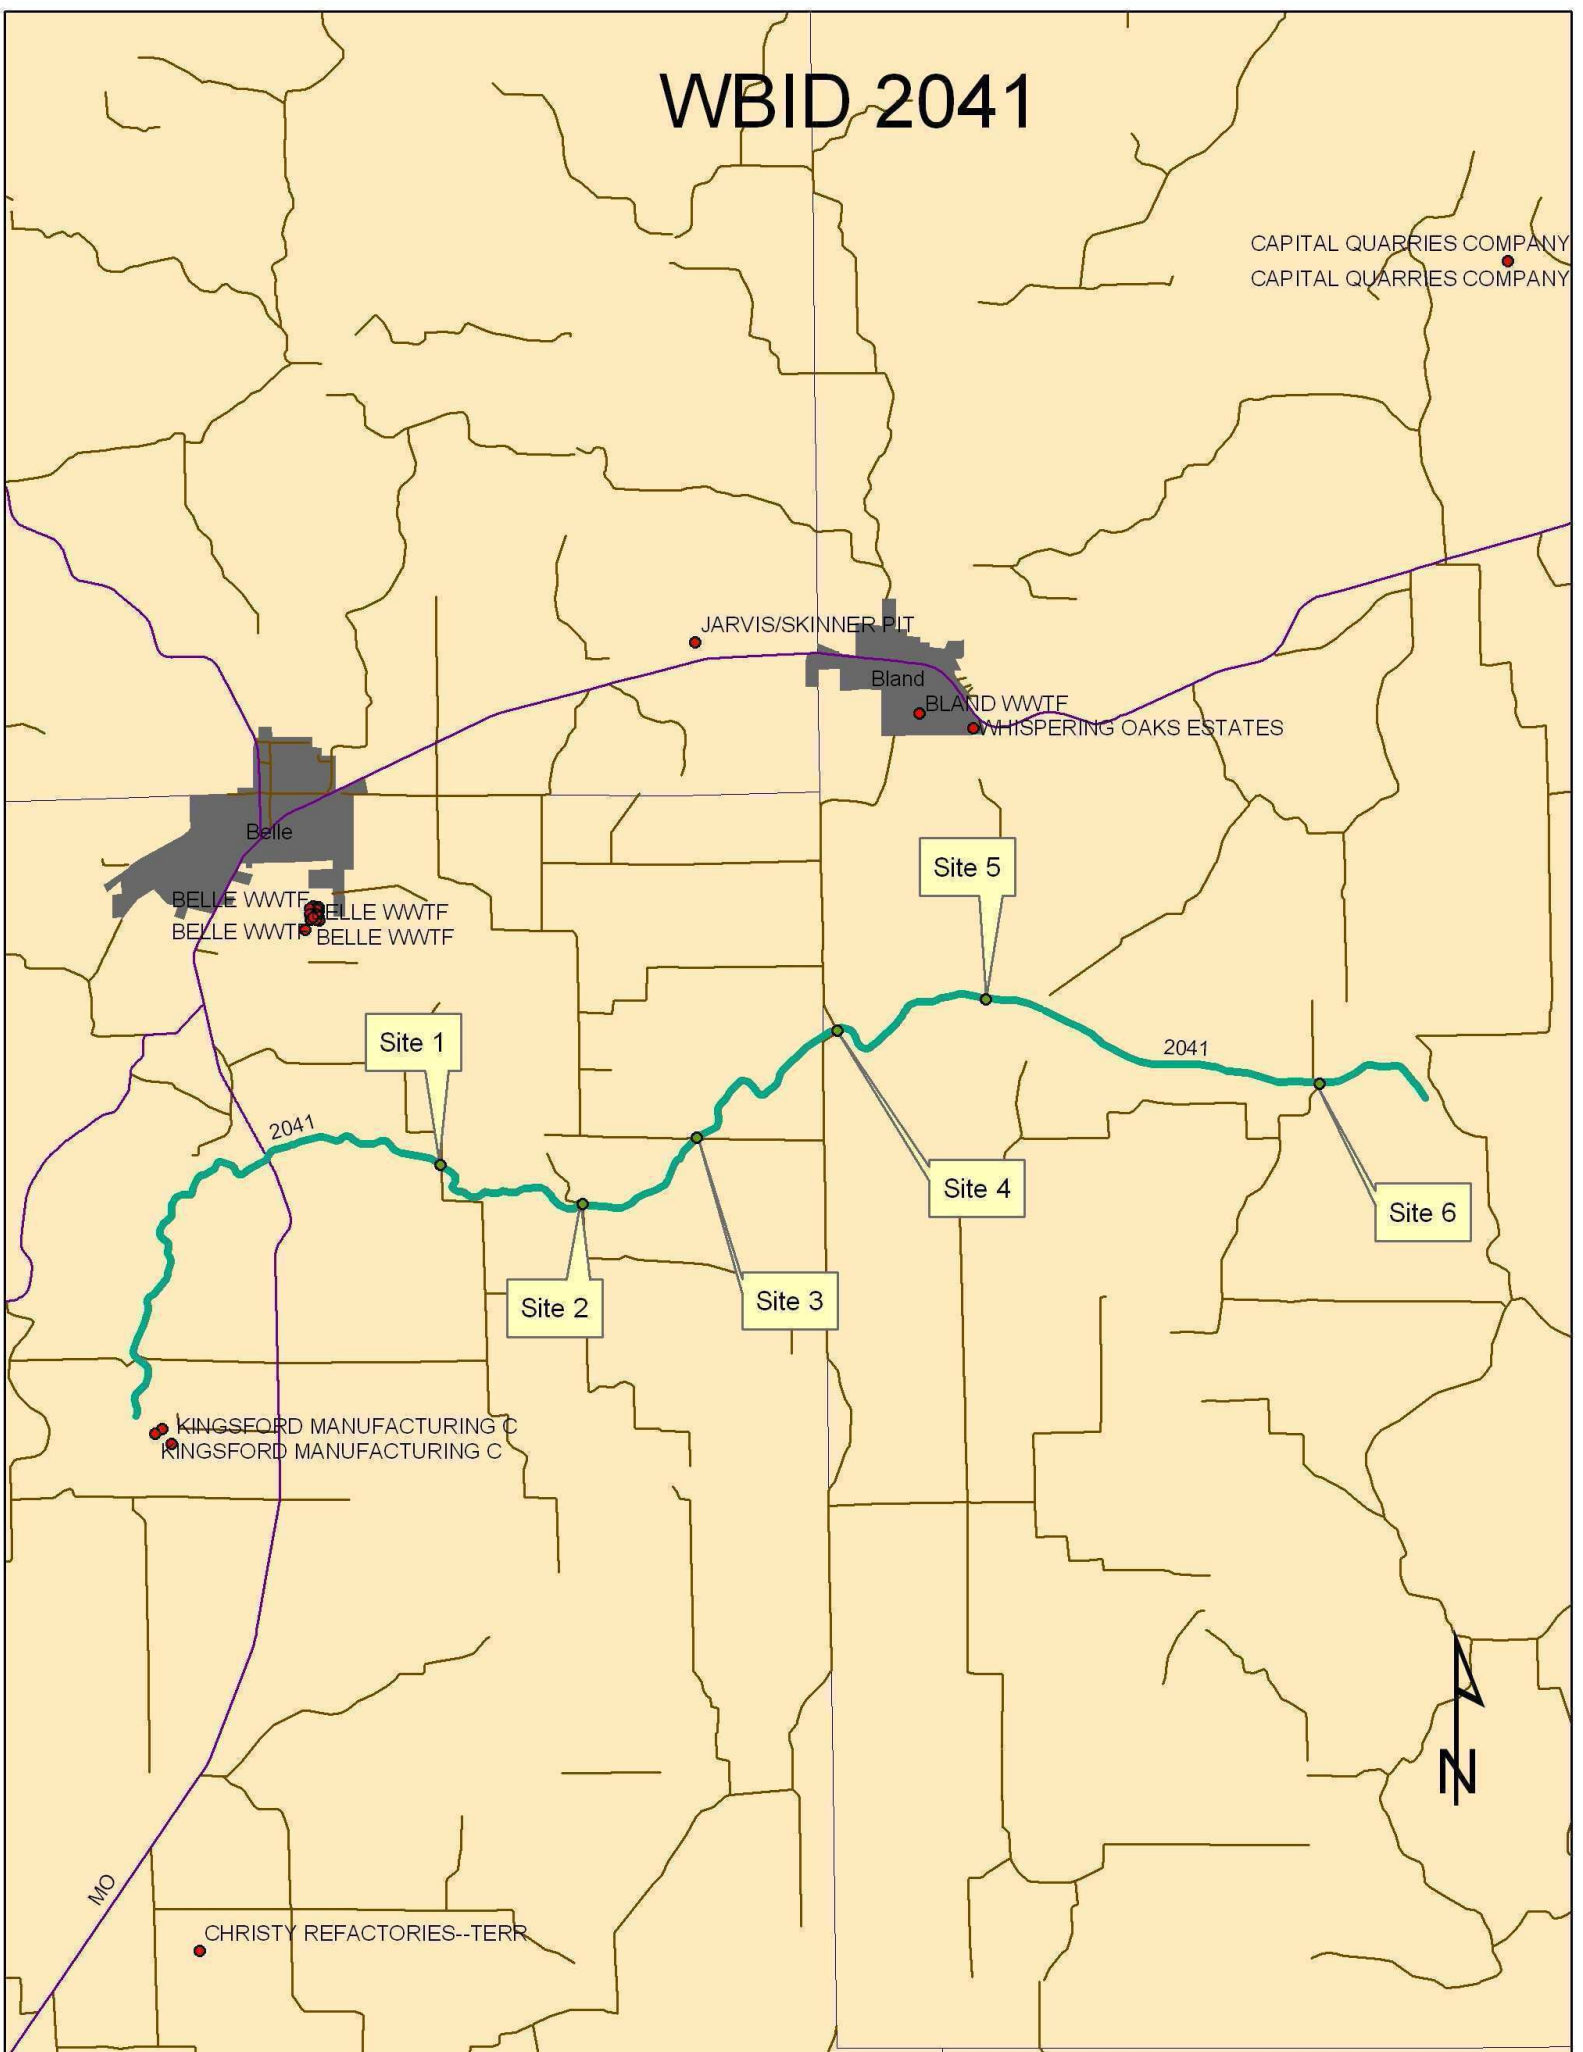 WBID 2041
CAPITAL QUARRIES COMPANY
CAPITAL QUARRIES COMPANY
JARVIS/SKINNER PIT
Bland
BLAND WWTF
WHISPERING OAKS ESTATES
Belle
Site 5
BELLE WWTF
BELLE WWTF
BELLE WWTF
BELLE WWTF
Site 1
2041
2041
Site 4
Site 6
Site 2
Site 3
KINGSFORD MANUFACTURING C
KINGSFORD MANUFACTURING C
N
MO
CHRISTY REFACTORIES--TERR